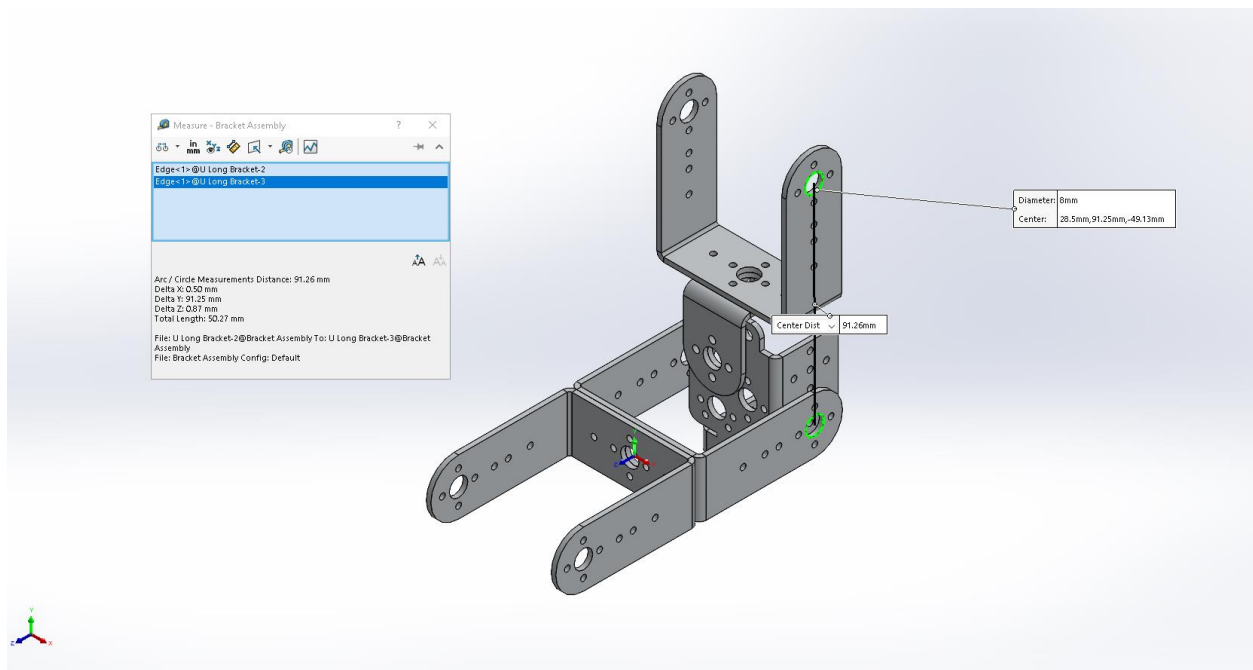 Measure - Bracket Assembly
?
in
mm
Edge<1>@U Long Bracket-2
Edge<1>@U Long Bracket-3
Arc / Circle Measurements Distance: 91.26 mm
Delta X: 0.50 mm
Delta Y: 91.25 mm
Delta Z: 0.87 mm
Total Length: 50.27 mm
File: U Long Bracket-2@Bracket Assembly To: U Long Bracket-3@Bracket
Assembly
File: Bracket Assembly Config: Default
Diameter: 8mm
Center: 28.5mm,91.25mm,-49.13mm
Center Dist 91.26mm
Y
Z X